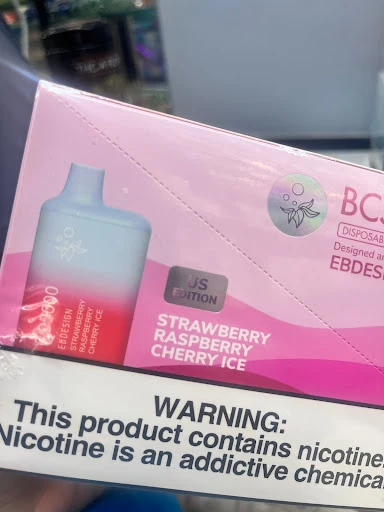 BC
DISPOSAB
Designed a
EBDESI
US
EDITION
STRAWBERRY
RASPBERRY
CHERRY ICE
EBDESIGN
STRAWBERRY
RASPBERRY
CHERRY ICE
WARNING:
This product contains nicotine
Nicotine is an addictive chemica